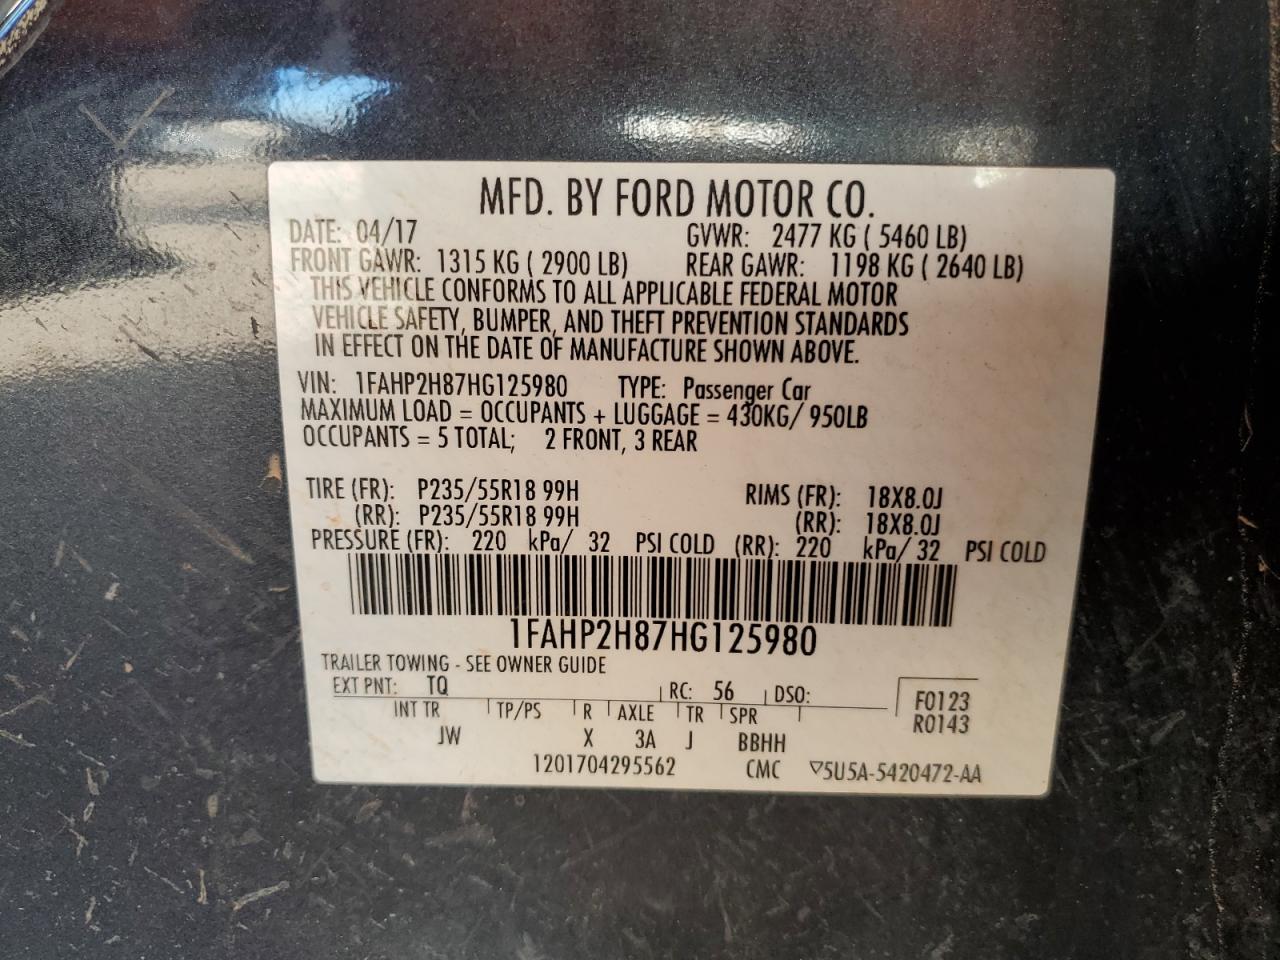 MFD. BY FORD MOTOR CO.
DATE: 04/17 GVWR: 2477 KG ( 5460 LB)
FRONT GAWR: 1315 KG ( 2900 LB) REAR GAWR: 1198 KG ( 2640 LB)
THIS VEHICLE CONFORMS TO ALL APPLICABLE FEDERAL MOTOR
VEHICLE SAFETY, BUMPER, AND THEFT PREVENTION STANDARDS
IN EFFECT ON THE DATE OF MANUFACTURE SHOWN ABOVE.
VIN: 1FAHP2H87HG125980 TYPE: Passenger Car
MAXIMUM LOAD = OCCUPANTS + LUGGAGE = 430KG/ 950LB
OCCUPANTS = 5 TOTAL; 2 FRONT, 3 REAR
TIRE (FR): P235/55R18 99H RIMS (FR): 18X8.0J
(RR): P235/55R18 99H (RR): 18X8.0J
PRESSURE (FR): 220 kPa/ 32 PSI COLD (RR): 220 kPa/ 32 PSI COLD
1FAHP2H87HG125980
TRAILER TOWING - SEE OWNER GUIDE
EXT PNT: TQ RC: 56 DSO: F0123
INT TR TP/PS R AXLE TR SPR R0143
JW X 3A J BBHH
1201704295562 CMC ▽5U5A-5420472-AA